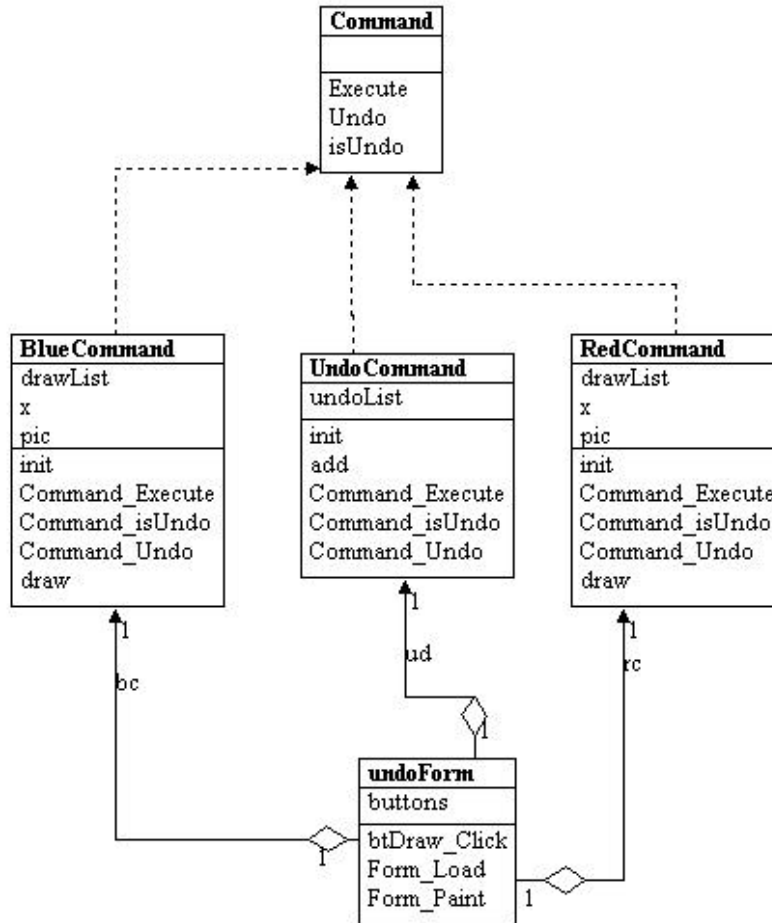 Command
Execute
Undo
isUndo
BlueCommand
drawList
x
pic
init
Command_Execute
Command_isUndo
Command_Undo
draw
UndoCommand
undoList
init
add
Command_Execute
Command_isUndo
Command_Undo
RedCommand
drawList
x
pic
init
Command_Execute
Command_isUndo
Command_Undo
draw
1
bc
1
1
ud
1
1
rc
1
undoForm
buttons
btDraw_Click
Form_Load
Form_Paint